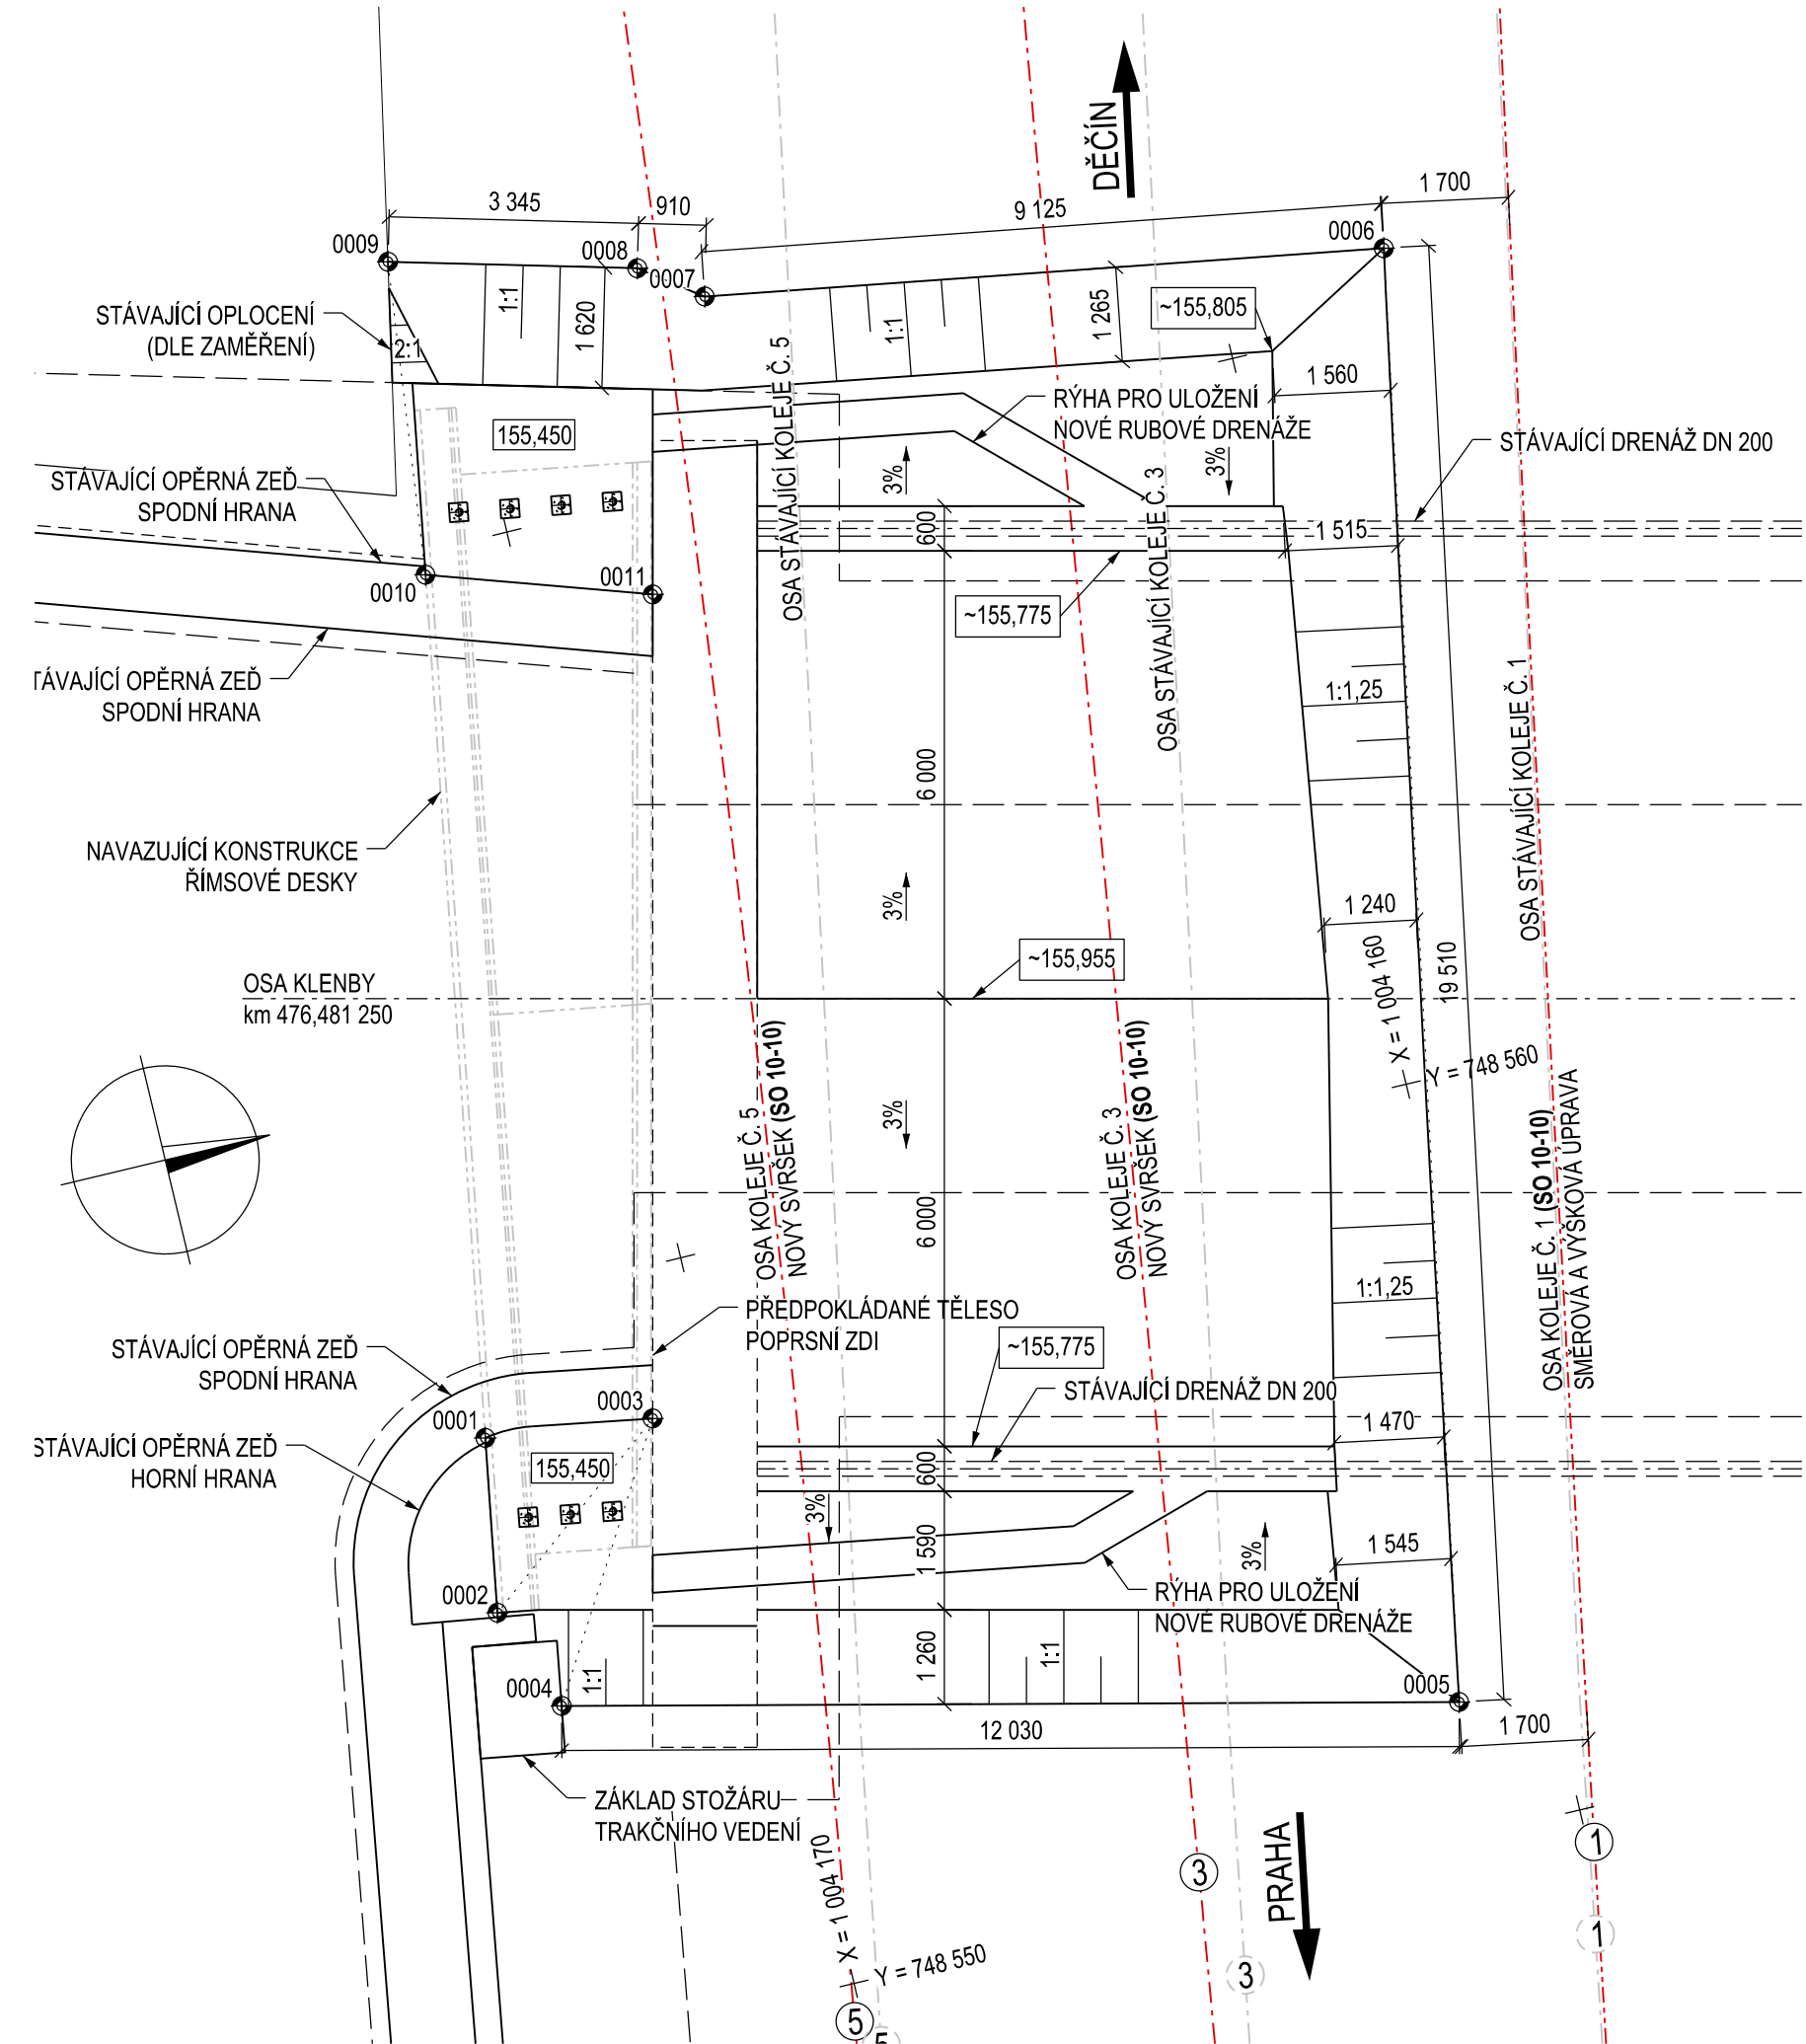 DĚČÍN
3 345
910
9 125
1 700
0009
0008
0007
0006
STÁVAJÍCÍ OPLOCENÍ
(DLE ZAMĚŘENÍ)
2:1
1:1
1 620
1:1
1 265
~155,805
1 560
OSA STÁVAJÍCÍ KOLEJE Č. 5
RÝHA PRO ULOŽENÍ
NOVÉ RUBOVÉ DRENÁŽE
155,450
STÁVAJÍCÍ DRENÁŽ DN 200
3%
3%
STÁVAJÍCÍ OPĚRNÁ ZEĎ
SPODNÍ HRANA
OSA STÁVAJÍCÍ KOLEJE Č. 3
600
1 515
0010
0011
~155,775
TÁVAJÍCÍ OPĚRNÁ ZEĎ
SPODNÍ HRANA
1:1,25
OSA STÁVAJÍCÍ KOLEJE Č. 1
6 000
NAVAZUJÍCÍ KONSTRUKCE
ŘÍMSOVÉ DESKY
3%
1 240
~155,955
X = 1 004 160
Y = 748 560
19 510
OSA KLENBY
km 476,481 250
OSA KOLEJE Č. 5
NOVÝ SVRŠEK (SO 10-10)
OSA KOLEJE Č. 3
NOVÝ SVRŠEK (SO 10-10)
OSA KOLEJE Č. 1 (SO 10-10)
SMĚROVÁ A VÝŠKOVÁ ÚPRAVA
3%
6 000
1:1,25
PŘEDPOKLÁDANÉ TĚLESO
POPRSNÍ ZDI
~155,775
STÁVAJÍCÍ OPĚRNÁ ZEĎ
SPODNÍ HRANA
STÁVAJÍCÍ DRENÁŽ DN 200
0001
0003
1 470
STÁVAJÍCÍ OPĚRNÁ ZEĎ
HORNÍ HRANA
155,450
600
3%
1 590
3%
1 545
0002
RÝHA PRO ULOŽENÍ
NOVÉ RUBOVÉ DRENÁŽE
1:1
1 260
1:1
0004
0005
12 030
1 700
ZÁKLAD STOŽÁRU
TRAKČNÍHO VEDENÍ
X = 1 004 170
Y = 748 550
PRAHA
1
3
1
3
5
5